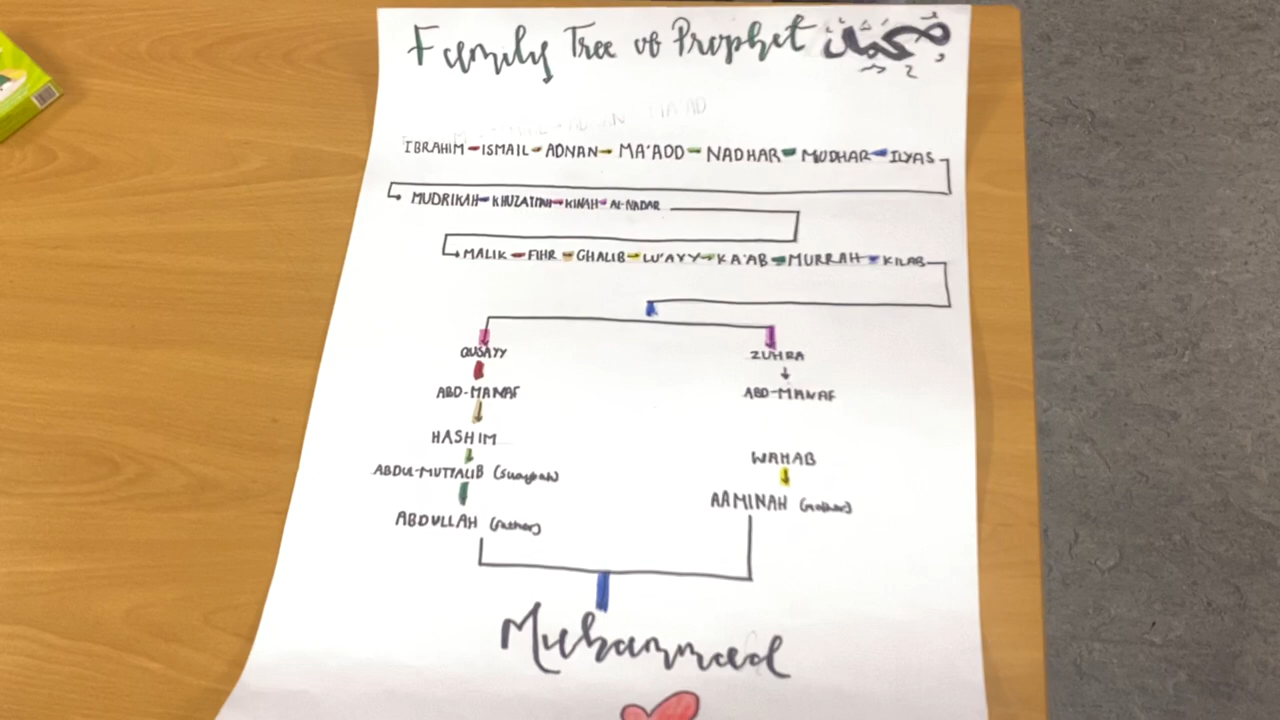 Family Tree of Prophet محمد
IBRAHIM - ISMAIL - ADNAN - MA'ADD - NADHAR - MUDHAR - ILYAS
MUDRIKAH - KHUZAIMAH - KINAH - AL-NADAR
MALIK - FIHR - GHALIB - LU'AYY - KA'AB - MURRAH - KILAB
QUSAYY ZUHRA
ABD-MANAF ABD-MANAF
HASHIM
WAHAB
ABDUL-MUTTALIB
AAMINAH (mother)
ABDULLAH (father)
Muhammad